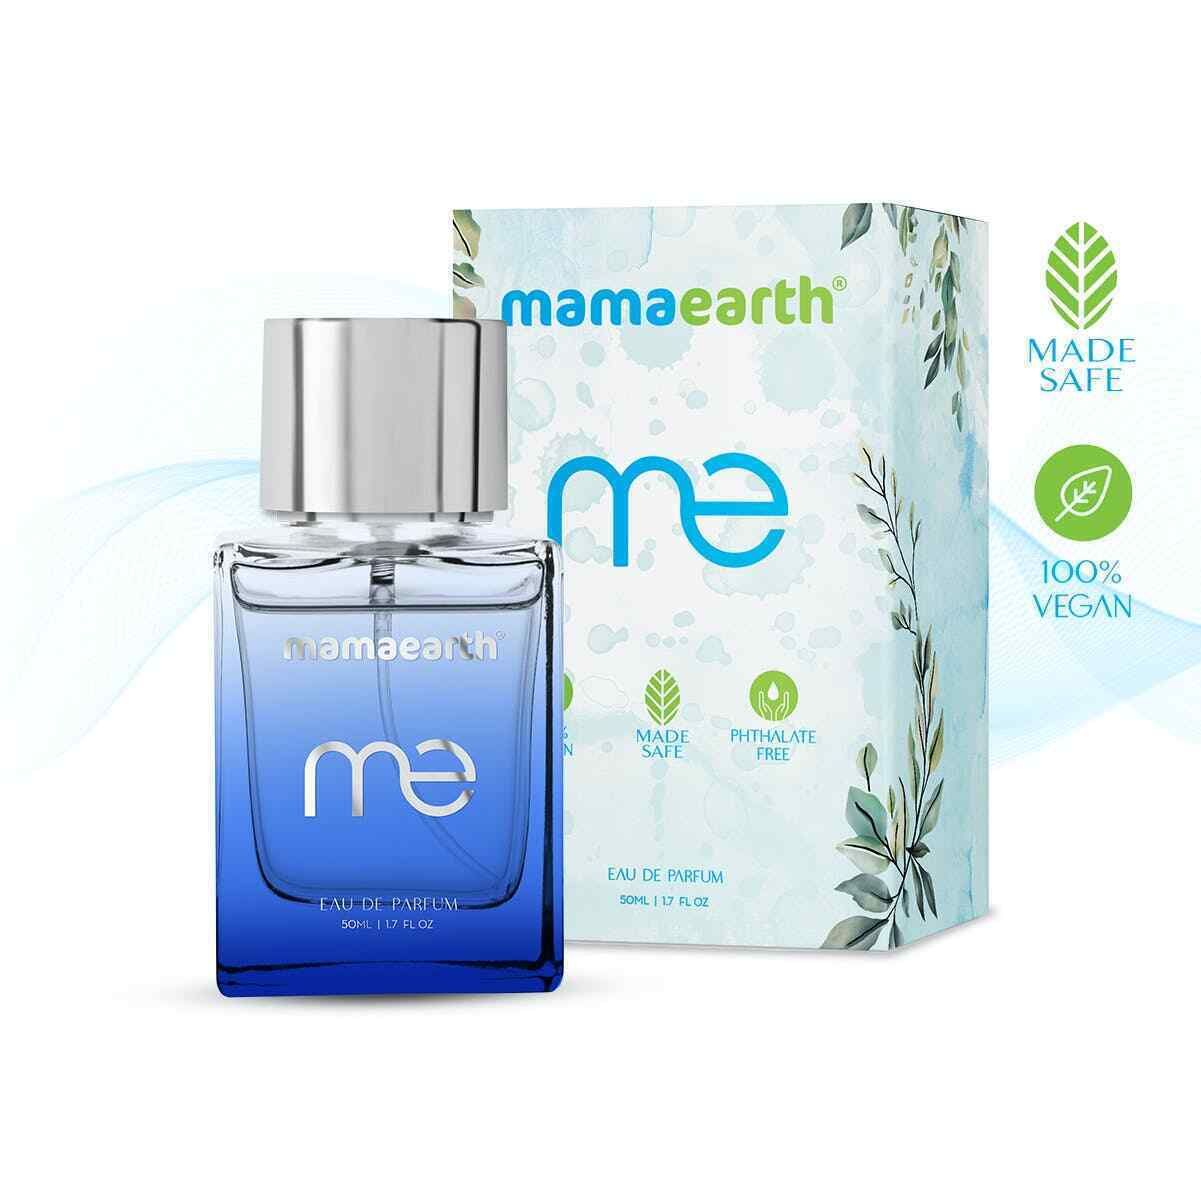 mamaearth®
me
MADE
SAFE
PHTHALATE
FREE
EAU DE PARFUM
50ML | 1.7 FL OZ
mamaearth®
me
EAU DE PARFUM
50ML | 1.7 FL OZ
MADE
SAFE
100%
VEGAN